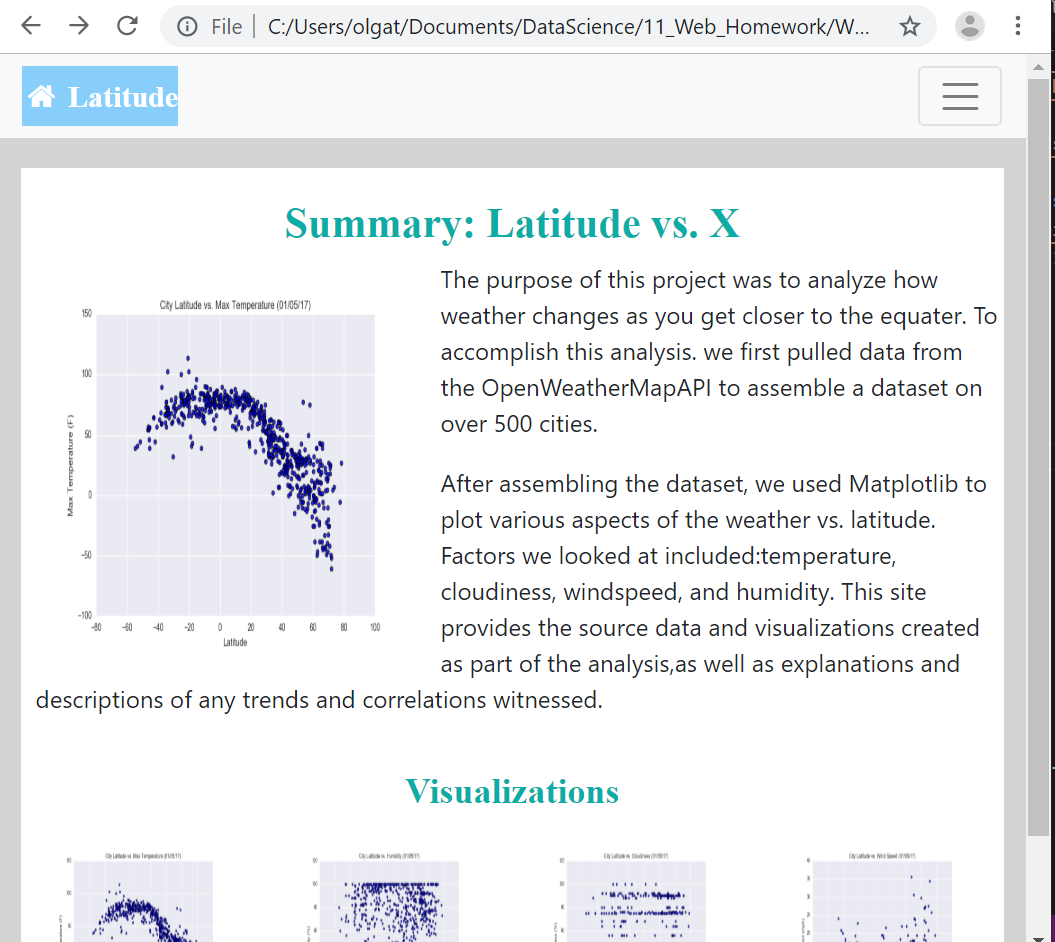 File | C:/Users/olgat/Documents/DataScience/11_Web_Homework/W...
Latitude
Summary: Latitude vs. X
City Latitude vs. Max Temperature (01/05/17)
150
100
50
0
−50
−100
Max Temperature (F)
−80 −60 −40 −20 0 20 40 60 80 100
Latitude
The purpose of this project was to analyze how
weather changes as you get closer to the equater. To
accomplish this analysis. we first pulled data from
the OpenWeatherMapAPI to assemble a dataset on
over 500 cities.
After assembling the dataset, we used Matplotlib to
plot various aspects of the weather vs. latitude.
Factors we looked at included:temperature,
cloudiness, windspeed, and humidity. This site
provides the source data and visualizations created
as part of the analysis,as well as explanations and
descriptions of any trends and correlations witnessed.
Visualizations
City Latitude vs. Max Temperature (01/05/17)
City Latitude vs. Humidity (01/05/17)
City Latitude vs. Cloudiness (01/05/17)
City Latitude vs. Wind Speed (01/05/17)